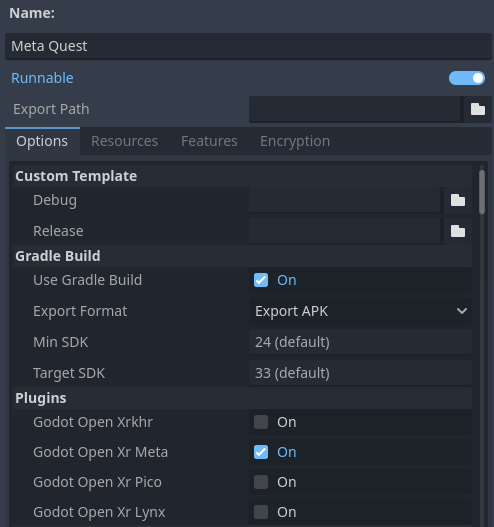 Name:
Meta Quest
Runnable
Export Path
Options Resources Features Encryption
Custom Template
Debug
Release
Gradle Build
Use Gradle Build On
Export Format Export APK
Min SDK 24 (default)
Target SDK 33 (default)
Plugins
Godot Open Xrkhr On
Godot Open Xr Meta On
Godot Open Xr Pico On
Godot Open Xr Lynx On